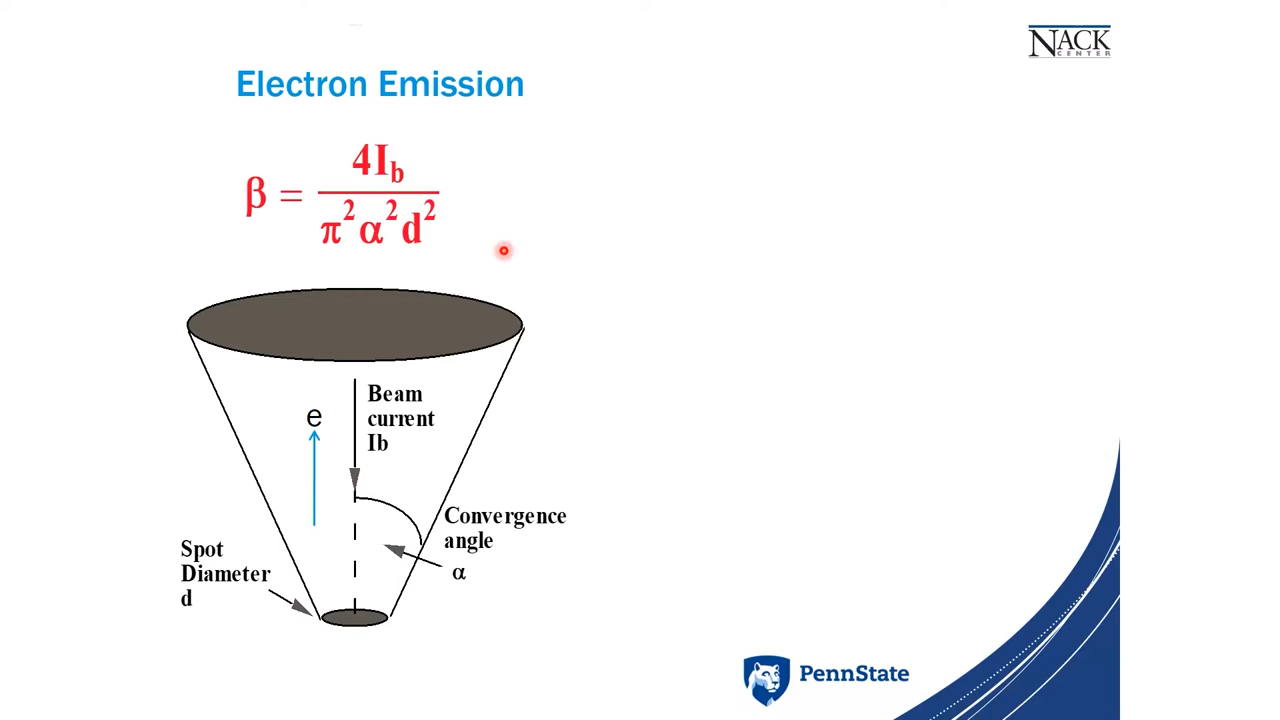 NACK
CENTER
Electron Emission
β = 4I_b / π²α²d²
Beam
current
Ib
e
Convergence
angle
α
Spot
Diameter
d
PennState